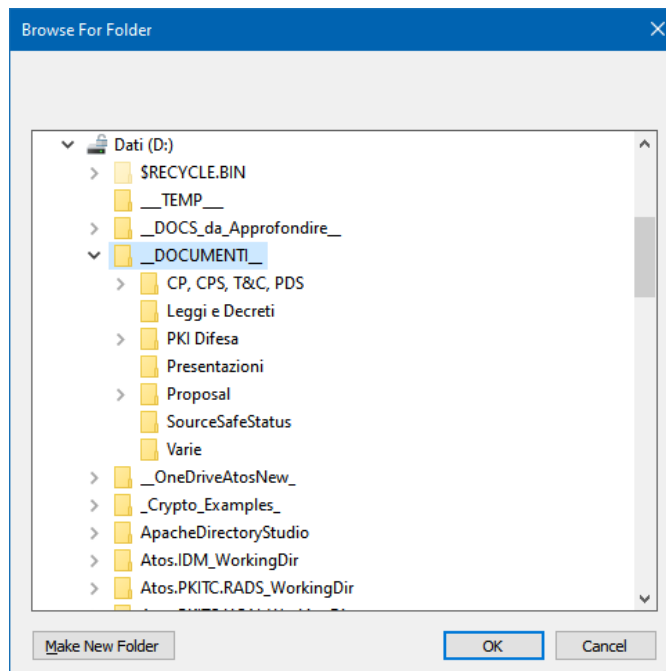 Browse For Folder
Dati (D:)
$RECYCLE.BIN
___TEMP___
__DOCS_da_Approfondire__
__DOCUMENTI__
CP, CPS, T&C, PDS
Leggi e Decreti
PKI Difesa
Presentazioni
Proposal
SourceSafeStatus
Varie
__OneDriveAtosNew_
_Crypto_Examples_
ApacheDirectoryStudio
Atos.IDM_WorkingDir
Atos.PKITC.RADS_WorkingDir
Make New Folder
OK
Cancel